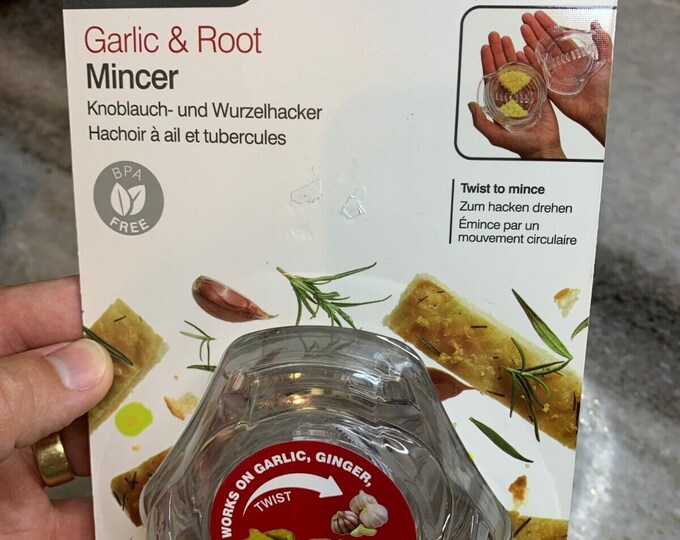 Garlic & Root
Mincer
Knoblauch- und Wurzelhacker
Hachoir à ail et tubercules
BPA
FREE
Twist to mince
Zum hacken drehen
Émince par un
mouvement circulaire
WORKS ON GARLIC, GINGER,
TWIST